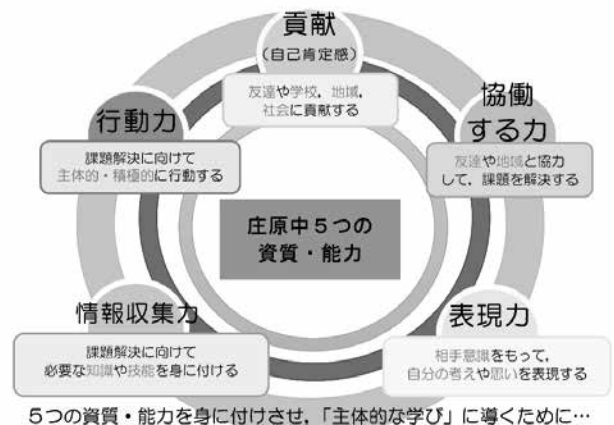 貢献
（自己肯定感）
友達や学校，地域，
社会に貢献する
行動力
課題解決に向けて
主体的・積極的に行動する
協働
する力
友達や地域と協力
して，課題を解決する
庄原中５つの
資質・能力
情報収集力
課題解決に向けて
必要な知識や技能を身に付ける
表現力
相手意識をもって，
自分の考えや思いを表現する
５つの資質・能力を身に付けさせ，「主体的な学び」に導くために…